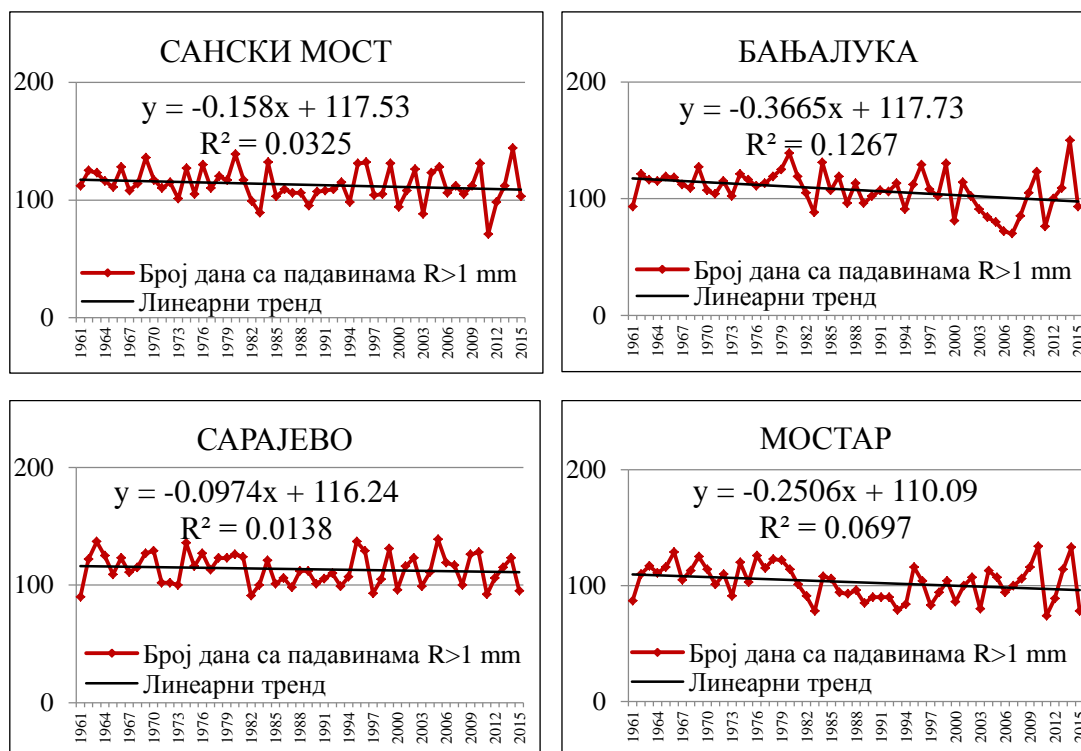 САНСКИ МОСТ
200
y = -0.158x + 117.53
R² = 0.0325
100
Број дана са падавинама R>1 mm
Линеарни тренд
0
1961 1964 1967 1970 1973 1976 1979 1982 1985 1988 1991 1994 1997 2000 2003 2006 2009 2012 2015
БАЊАЛУКА
200
y = -0.3665x + 117.73
R² = 0.1267
100
Број дана са падавинама R>1 mm
Линеарни тренд
0
1961 1964 1967 1970 1973 1976 1979 1982 1985 1988 1991 1994 1997 2000 2003 2006 2009 2012 2015
САРАЈЕВО
200
y = -0.0974x + 116.24
R² = 0.0138
100
Број дана са падавинама R>1 mm
Линеарни тренд
0
1961 1964 1967 1970 1973 1976 1979 1982 1985 1988 1991 1994 1997 2000 2003 2006 2009 2012 2015
МОСТАР
200
y = -0.2506x + 110.09
R² = 0.0697
100
Број дана са падавинама R>1 mm
Линеарни тренд
0
1961 1964 1967 1970 1973 1976 1979 1982 1985 1988 1991 1994 1997 2000 2003 2006 2009 2012 2015